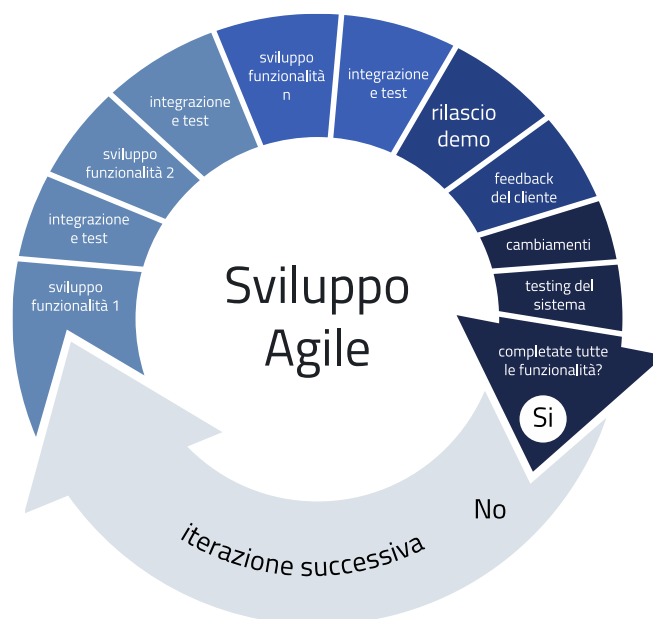 sviluppo
funzionalità 1
integrazione
e test
sviluppo
funzionalità 2
integrazione
e test
sviluppo
funzionalità
n
integrazione
e test
rilascio
demo
feedback
del cliente
cambiamenti
testing del
sistema
completate tutte
le funzionalità?
Si
No
iterazione successiva
Sviluppo
Agile